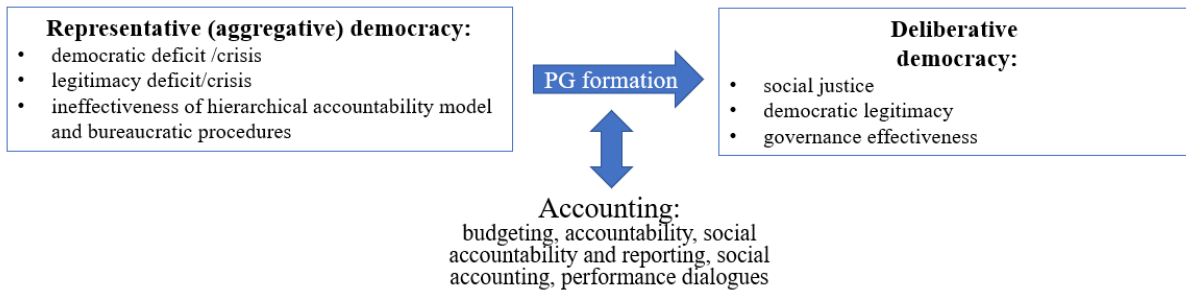 Representative (aggregative) democracy:
• democratic deficit /crisis
• legitimacy deficit/crisis
• ineffectiveness of hierarchical accountability model
and bureaucratic procedures
PG formation
Deliberative
democracy:
• social justice
• democratic legitimacy
• governance effectiveness
Accounting:
budgeting, accountability, social
accountability and reporting, social
accounting, performance dialogues